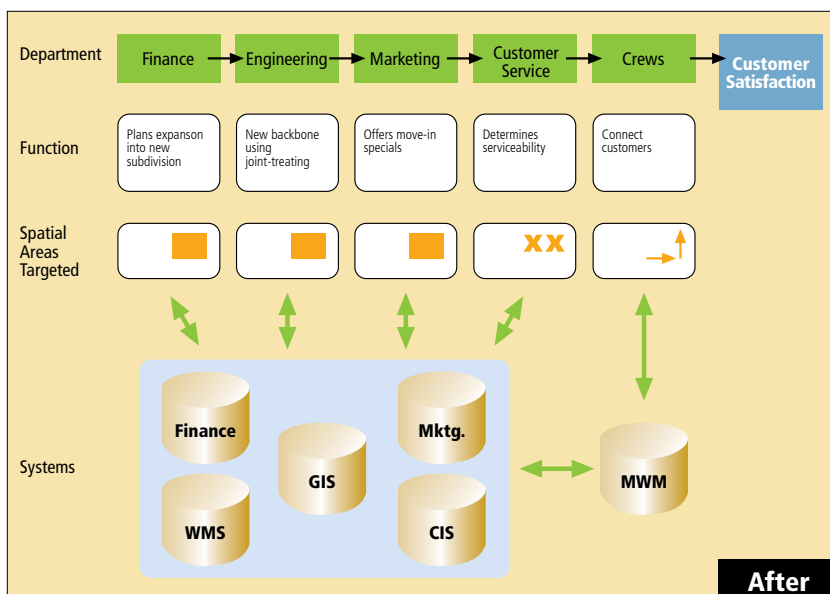 Department
Finance
Engineering
Marketing
Customer
Service
Crews
Customer
Satisfaction
Function
Plans expanson
into new
subdivision
New backbone
using
joint-treating
Offers move-in
specials
Determines
serviceability
Connect
customers
Spatial
Areas
Targeted
XX
Systems
Finance
WMS
GIS
Mktg.
CIS
MWM
After